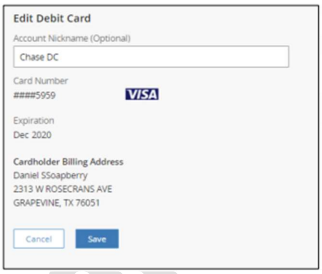 Edit Debit Card
Account Nickname (Optional)
Chase DC
Card Number
####5959 VISA
Expiration
Dec 2020
Cardholder Billing Address
Daniel SSoapberry
2313 W ROSECRANS AVE
GRAPEVINE, TX 76051
Cancel Save